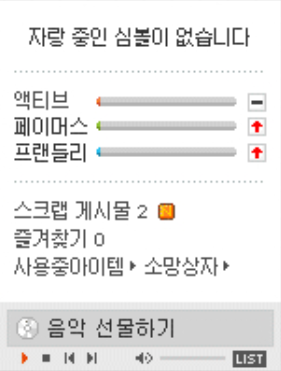 자랑 중인 심볼이 없습니다
액티브
페이머스
프랜들리
스크랩 게시물 2
즐겨찾기 0
사용중아이템 소망상자
음악 선물하기
LIST